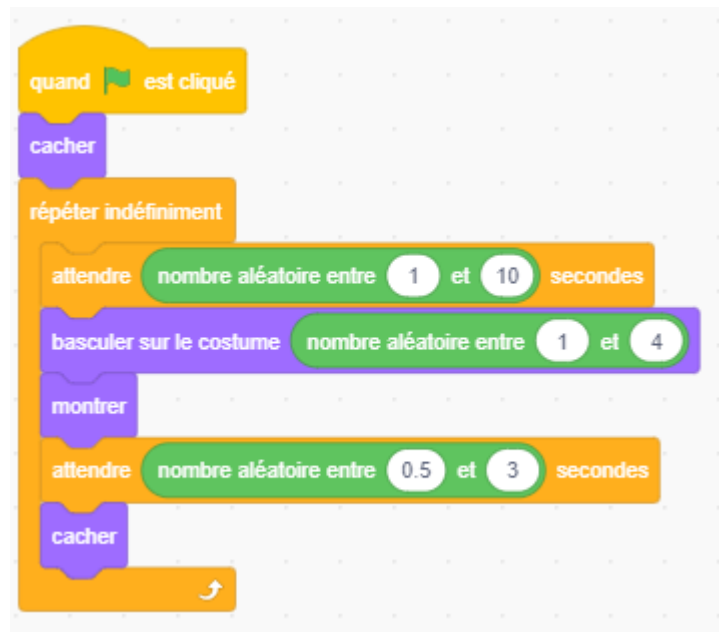 quand est cliqué
cacher
répéter indéfiniment
attendre nombre aléatoire entre 1 et 10 secondes
basculer sur le costume nombre aléatoire entre 1 et 4
montrer
attendre nombre aléatoire entre 0.5 et 3 secondes
cacher